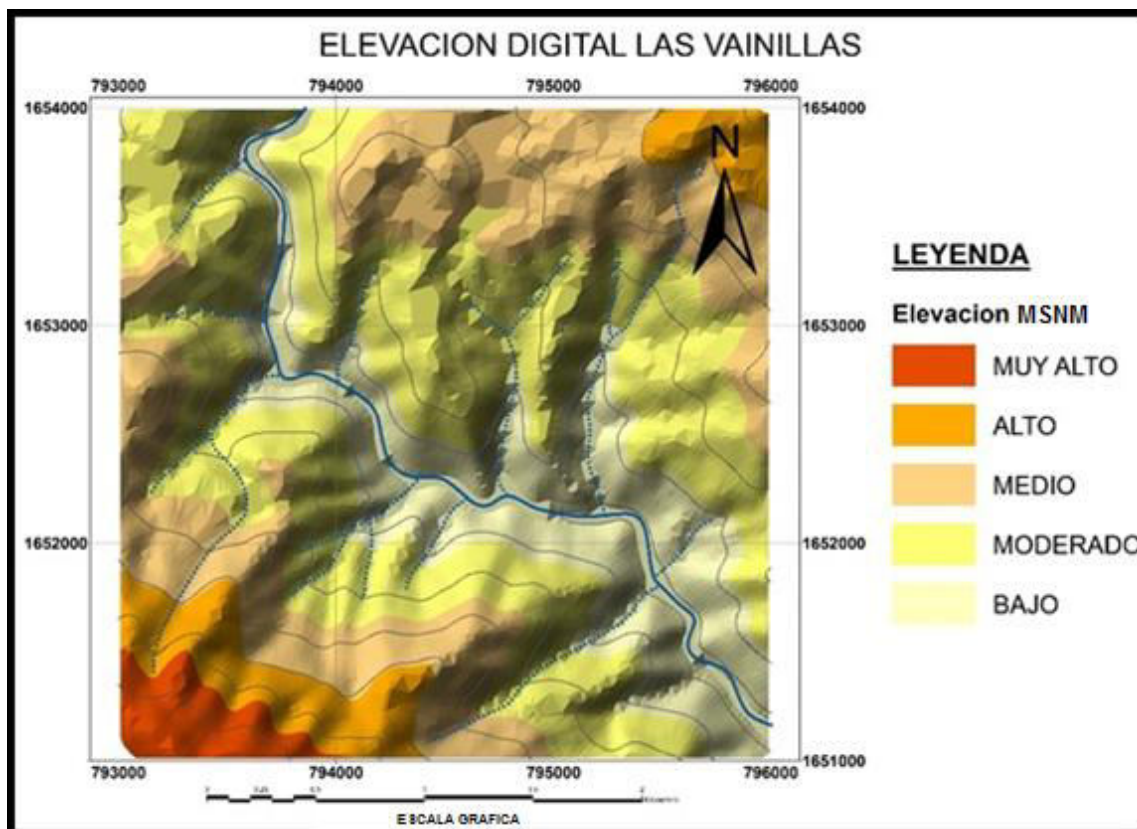 ELEVACION DIGITAL LAS VAINILLAS
793000 794000 795000 796000
1654000 1654000
N
1653000 1653000
1652000 1652000
1651000 1651000
793000 794000 795000 796000
ESCALA GRAFICA
LEYENDA
Elevacion MSNM
MUY ALTO
ALTO
MEDIO
MODERADO
BAJO